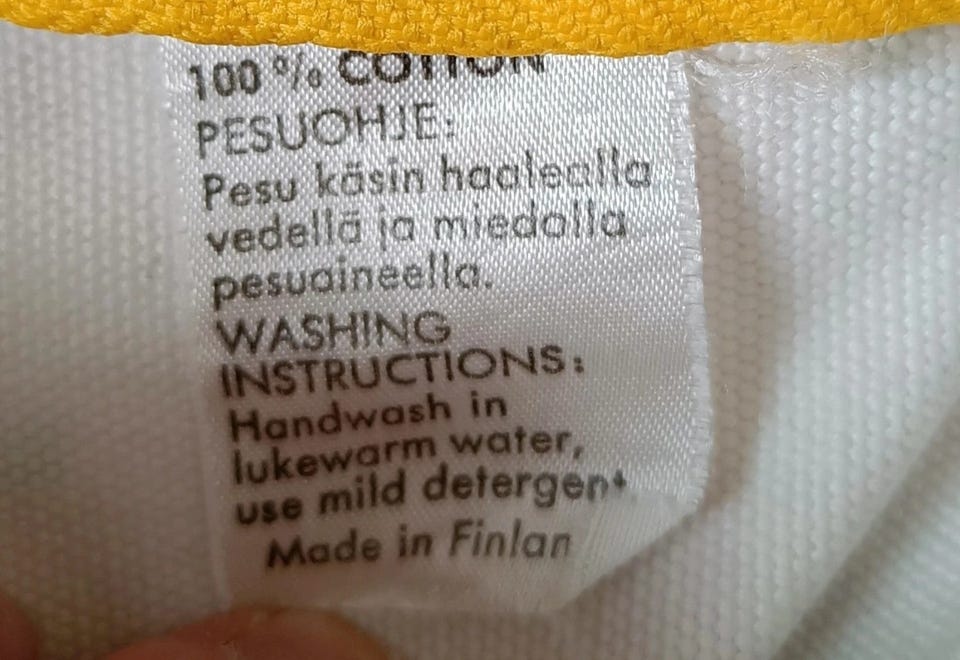 100 % COTTON
PESUOHJE:
Pesu käsin haalealla
vedellä ja miedolla
pesuaineella.
WASHING
INSTRUCTIONS:
Handwash in
lukewarm water,
use mild detergent.
Made in Finlan